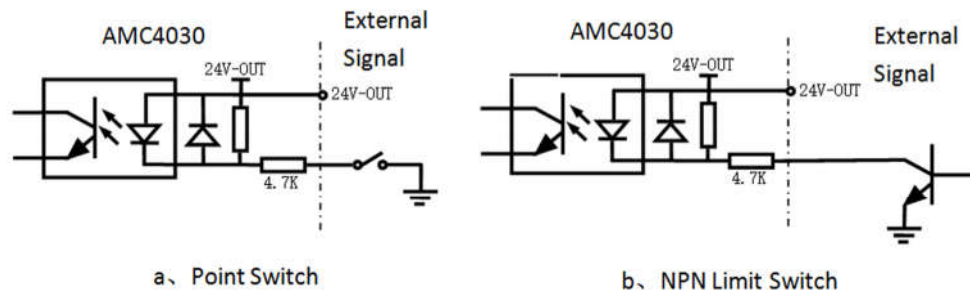 AMC4030
External
Signal
24V-OUT
24V-OUT
4.7K
a、Point Switch
AMC4030
External
Signal
24V-OUT
24V-OUT
4.7K
b、NPN Limit Switch